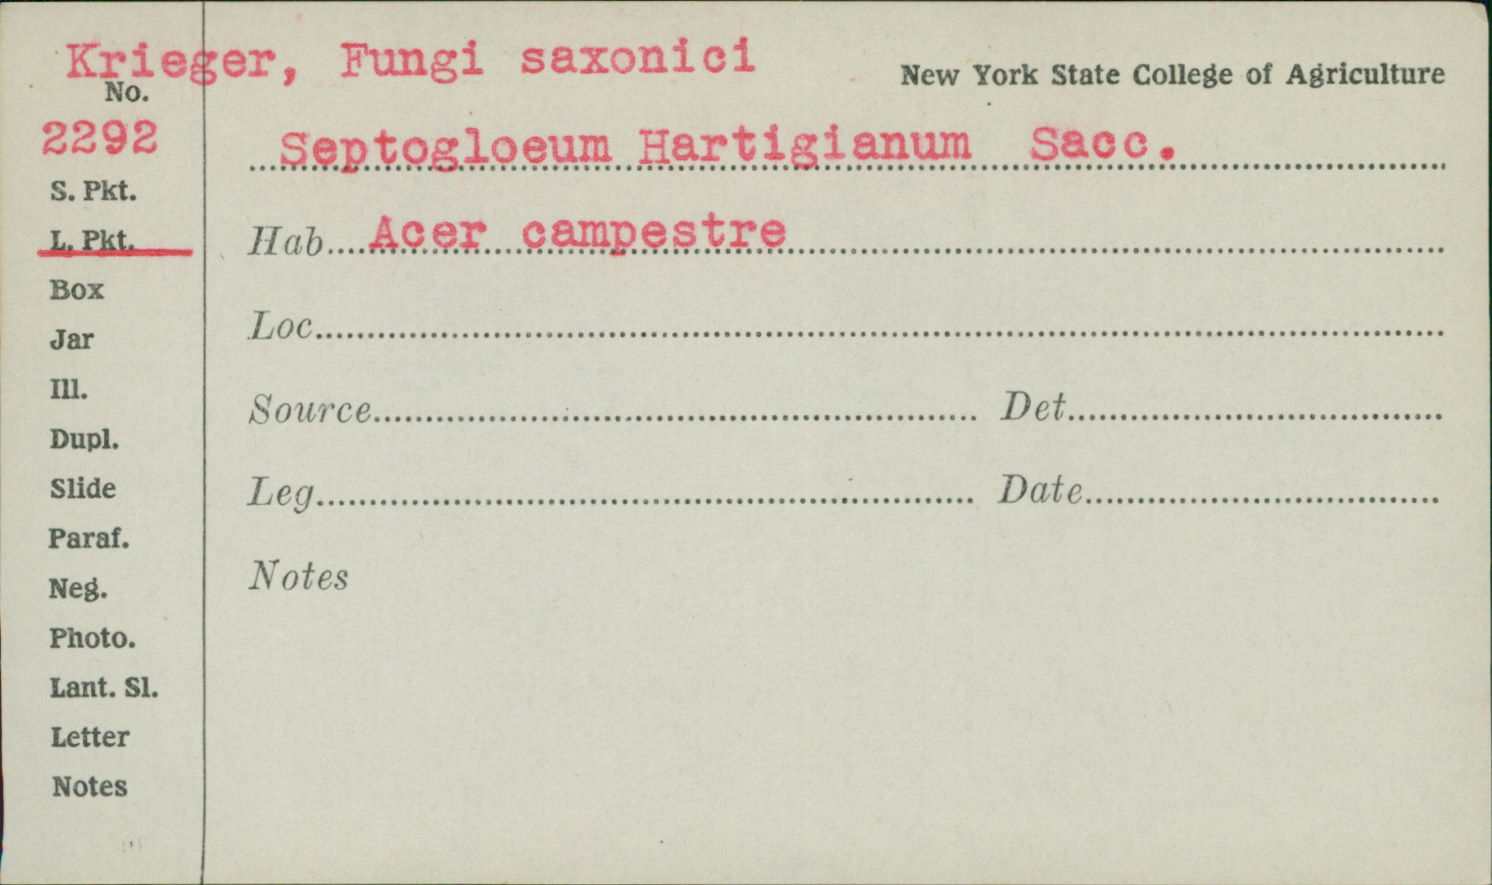 Krieger, Fungi saxonici
New York State College of Agriculture
No.
2292
Septogloeum Hartigianum Sacc.
S. Pkt.
L. Pkt.
Hab. Acer campestre
Box
Loc.
Jar
Ill.
Source
Det.
Dupl.
Slide
Leg.
Date
Paraf.
Notes
Neg.
Photo.
Lant. Sl.
Letter
Notes